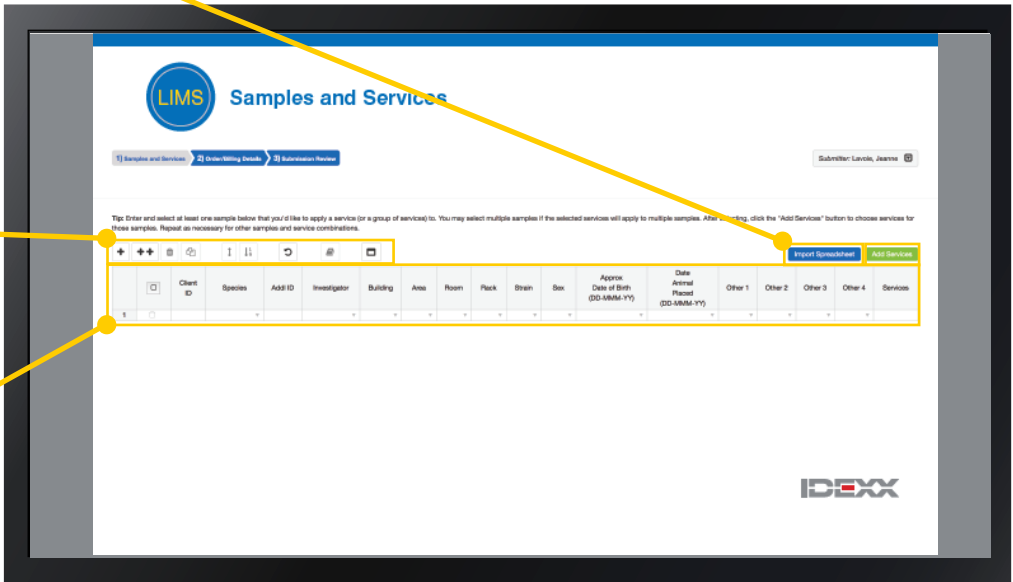 LIMS
Samples and Services
1) Samples and Services 2) Order/Billing Details 3) Submission Review
Submitter: Lavoie, Jeanne
Tip: Enter and select at least one sample below that you'd like to apply a service (or a group of services) to. You may select multiple samples if the selected services will apply to multiple samples. After selecting, click the "Add Services" button to choose services for
those samples. Repeat as necessary for other samples and service combinations.
Import Spreadsheet Add Services
Client ID Species Addl ID Investigator Building Area Room Rack Strain Sex Approx Date of Birth (DD-MMM-YY) Date Animal Placed (DD-MMM-YY) Other 1 Other 2 Other 3 Other 4 Services
1
IDEXX